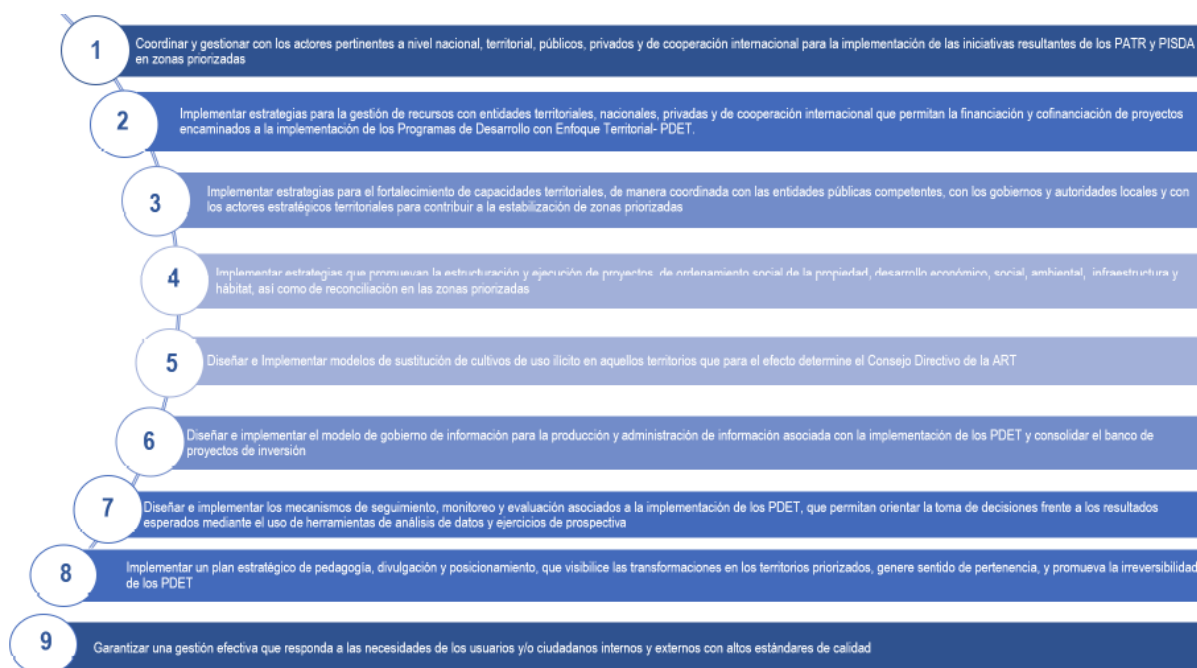 1
Coordinar y gestionar con los actores pertinentes a nivel nacional, territorial, públicos, privados y de cooperación internacional para la implementación de las iniciativas resultantes de los PATR y PISDA
en zonas priorizadas
2
Implementar estrategias para la gestión de recursos con entidades territoriales, nacionales, privadas y de cooperación internacional que permitan la financiación y cofinanciación de proyectos
encaminados a la implementación de los Programas de Desarrollo con Enfoque Territorial- PDET.
3
Implementar estrategias para el fortalecimiento de capacidades territoriales, de manera coordinada con las entidades públicas competentes, con los gobiernos y autoridades locales y con
los actores estratégicos territoriales para contribuir a la estabilización de zonas priorizadas
4
Implementar estrategias que promuevan la estructuración y ejecución de proyectos, de ordenamiento social de la propiedad, desarrollo económico, social, ambiental, infraestructura y
hábitat, así como de reconciliación en las zonas priorizadas
5
Diseñar e Implementar modelos de sustitución de cultivos de uso ilícito en aquellos territorios que para el efecto determine el Consejo Directivo de la ART
6
Diseñar e implementar el modelo de gobierno de información para la producción y administración de información asociada con la implementación de los PDET y consolidar el banco de
proyectos de inversión
7
Diseñar e implementar los mecanismos de seguimiento, monitoreo y evaluación asociados a la implementación de los PDET, que permitan orientar la toma de decisiones frente a los resultados
esperados mediante el uso de herramientas de análisis de datos y ejercicios de prospectiva
8
Implementar un plan estratégico de pedagogía, divulgación y posicionamiento, que visibilice las transformaciones en los territorios priorizados, genere sentido de pertenencia, y promueva la irreversibilidad
de los PDET
9
Garantizar una gestión efectiva que responda a las necesidades de los usuarios y/o ciudadanos internos y externos con altos estándares de calidad